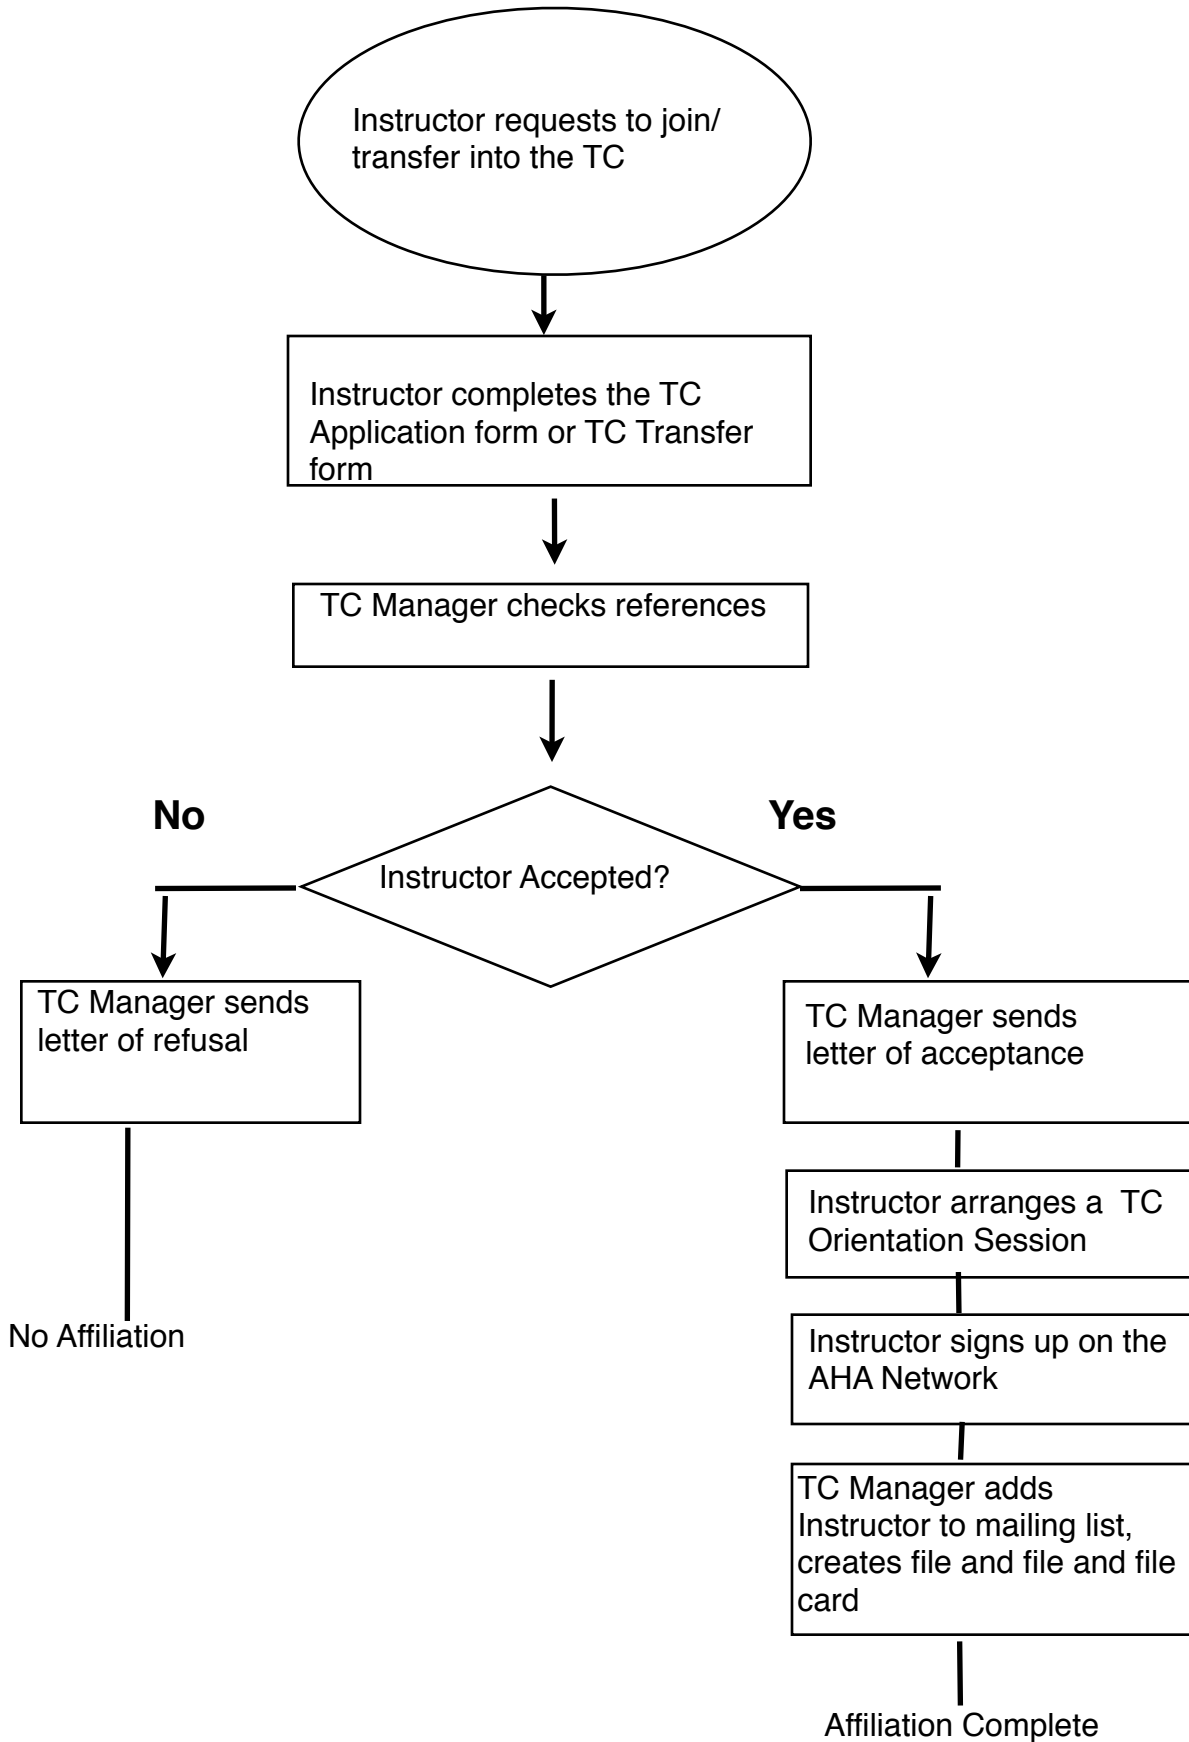 Instructor requests to join/
transfer into the TC
Instructor completes the TC
Application form or TC Transfer
form
TC Manager checks references
No
Yes
Instructor Accepted?
TC Manager sends
letter of refusal
No Affiliation
TC Manager sends
letter of acceptance
Instructor arranges a  TC
Orientation Session
Instructor signs up on the
AHA Network
TC Manager adds
Instructor to mailing list,
creates file and file and file
card
Affiliation Complete